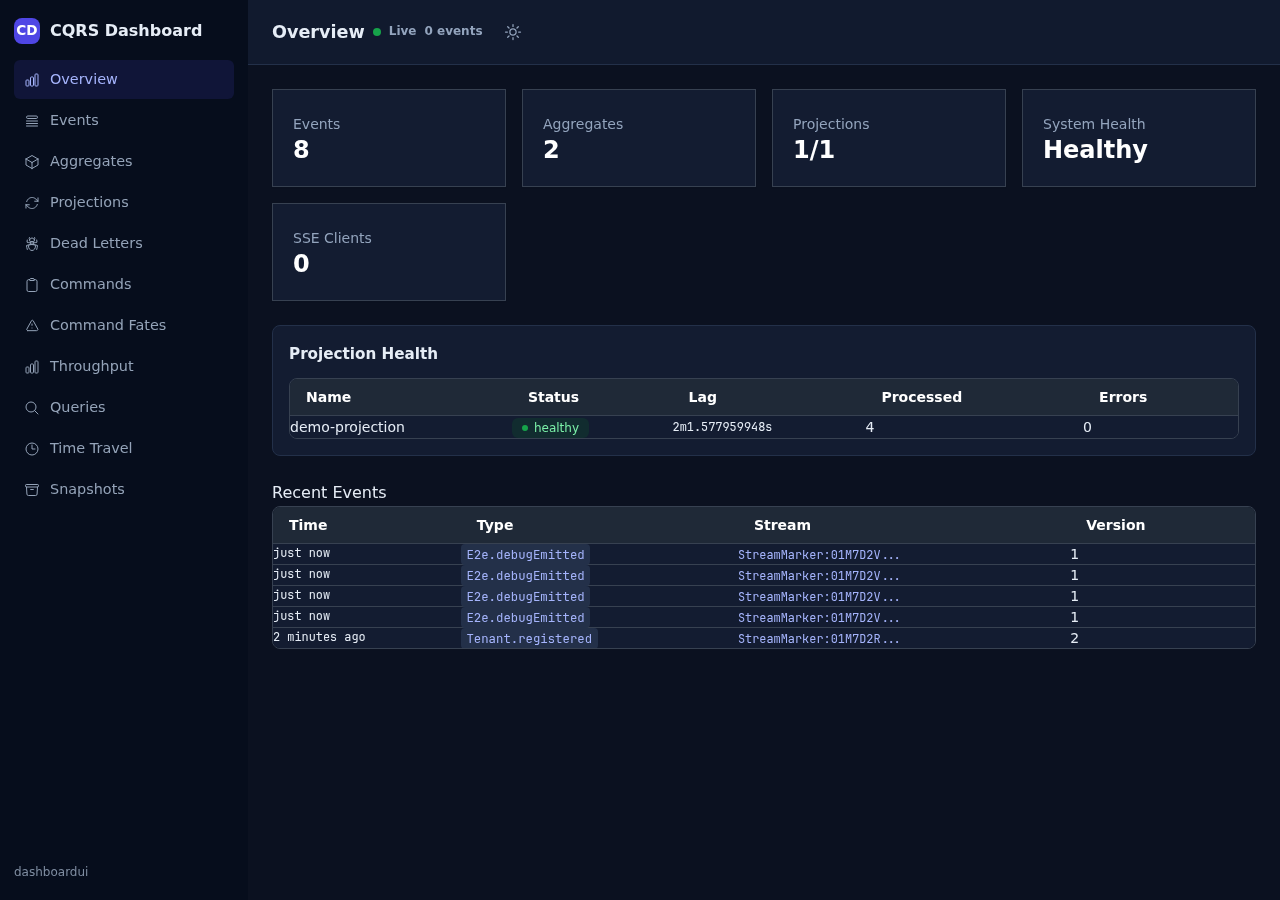 CD CQRS Dashboard
Overview
Events
Aggregates
Projections
Dead Letters
Commands
Command Fates
Throughput
Queries
Time Travel
Snapshots
dashboardui
Overview Live 0 events
Events
8
Aggregates
2
Projections
1/1
System Health
Healthy
SSE Clients
0
Projection Health
Name Status Lag Processed Errors
demo-projection healthy 2m1.577959948s 4 0
Recent Events
Time Type Stream Version
just now E2e.debugEmitted StreamMarker:01M7D2V... 1
just now E2e.debugEmitted StreamMarker:01M7D2V... 1
just now E2e.debugEmitted StreamMarker:01M7D2V... 1
just now E2e.debugEmitted StreamMarker:01M7D2V... 1
2 minutes ago Tenant.registered StreamMarker:01M7D2R... 2